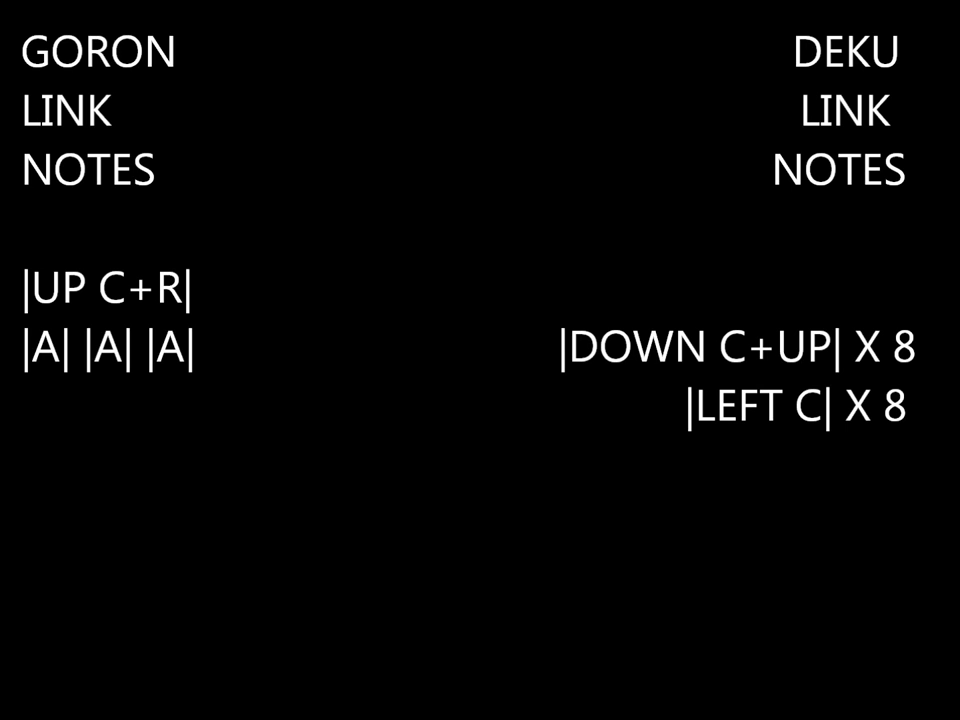 GORON DEKU
LINK LINK
NOTES NOTES
|UP C+R|
|A| |A| |A| |DOWN C+UP| X 8
|LEFT C| X 8